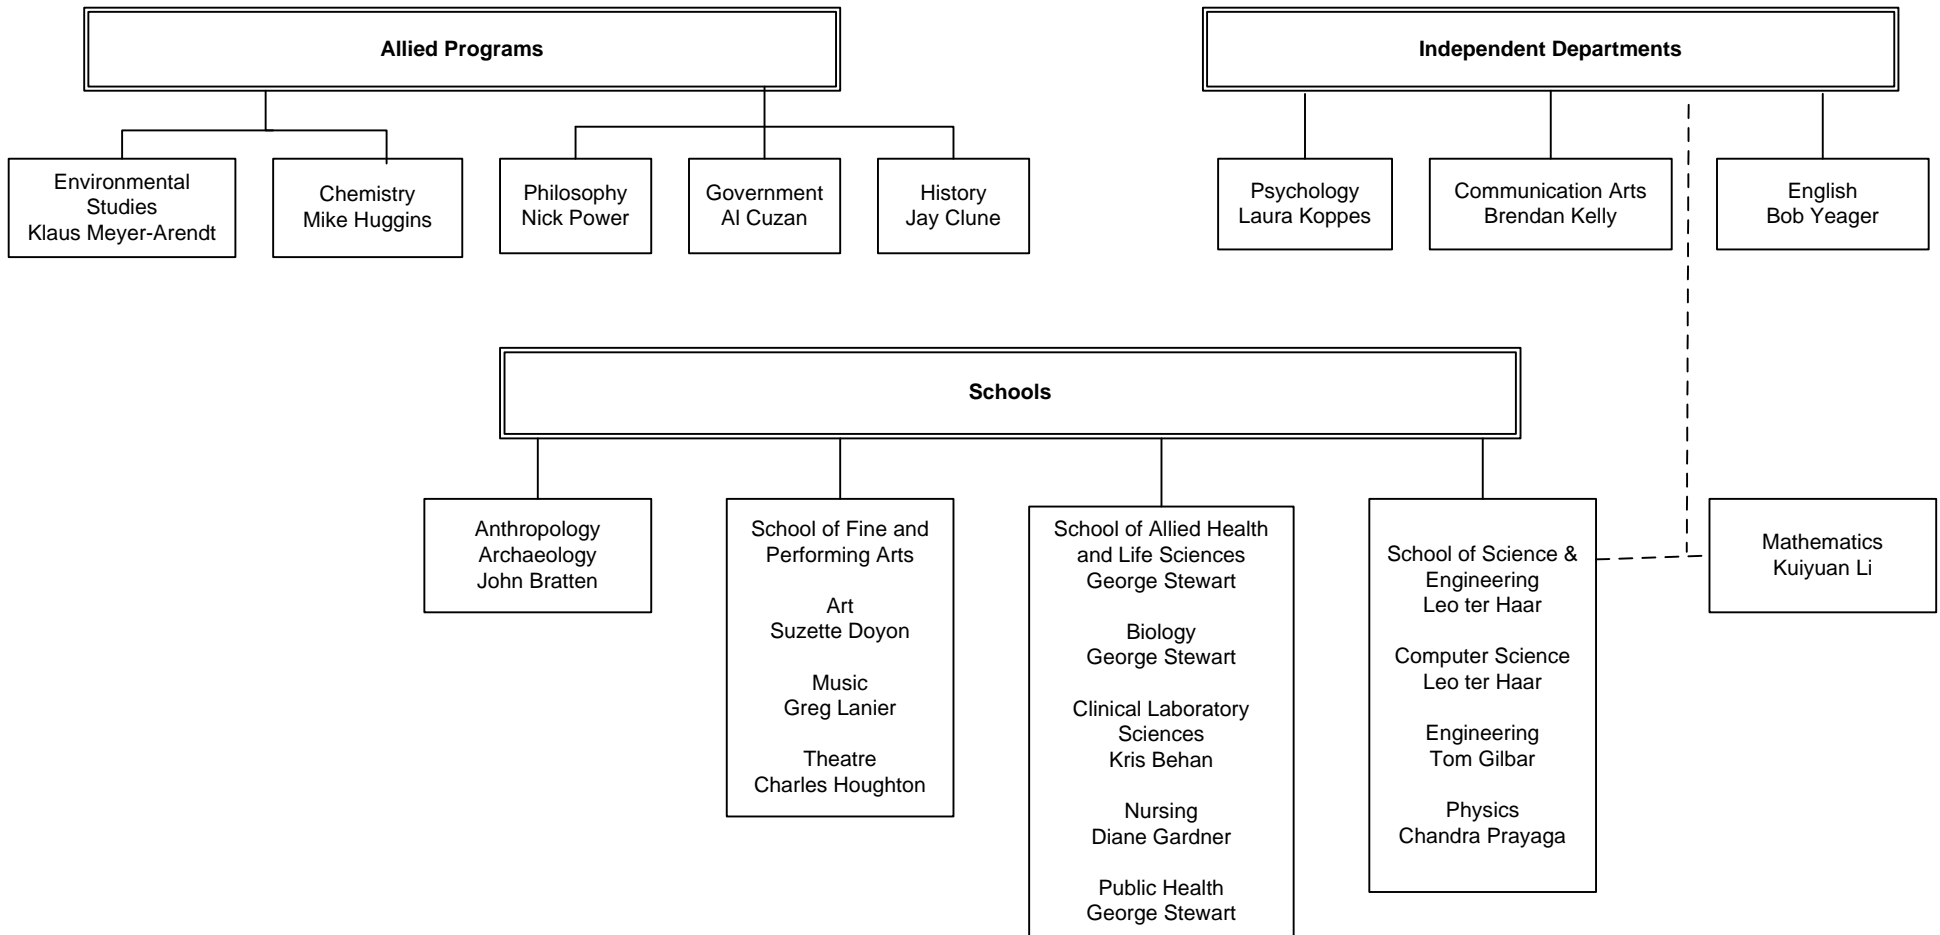 Allied Programs
Independent Departments
Environmental
Studies
Klaus Meyer-Arendt
Chemistry
Mike Huggins
Philosophy
Nick Power
Government
Al Cuzan
History
Jay Clune
Psychology
Laura Koppes
Communication Arts
Brendan Kelly
English
Bob Yeager
Schools
Anthropology
Archaeology
John Bratten
School of Fine and
Performing Arts
Art
Suzette Doyon
Music
Greg Lanier
Theatre
Charles Houghton
School of Allied Health
and Life Sciences
George Stewart
Biology
George Stewart
Clinical Laboratory
Sciences
Kris Behan
Nursing
Diane Gardner
Public Health
George Stewart
School of Science &
Engineering
Leo ter Haar
Computer Science
Leo ter Haar
Engineering
Tom Gilbar
Physics
Chandra Prayaga
Mathematics
Kuiyuan Li